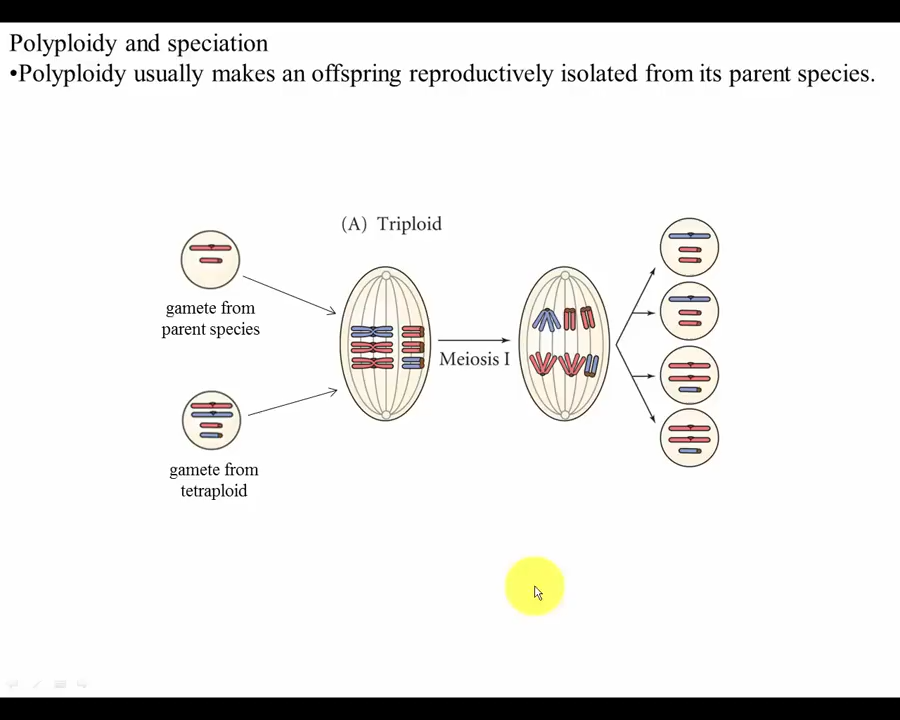 Polyploidy and speciation
•Polyploidy usually makes an offspring reproductively isolated from its parent species.
(A) Triploid
gamete from
parent species
Meiosis I
gamete from
tetraploid